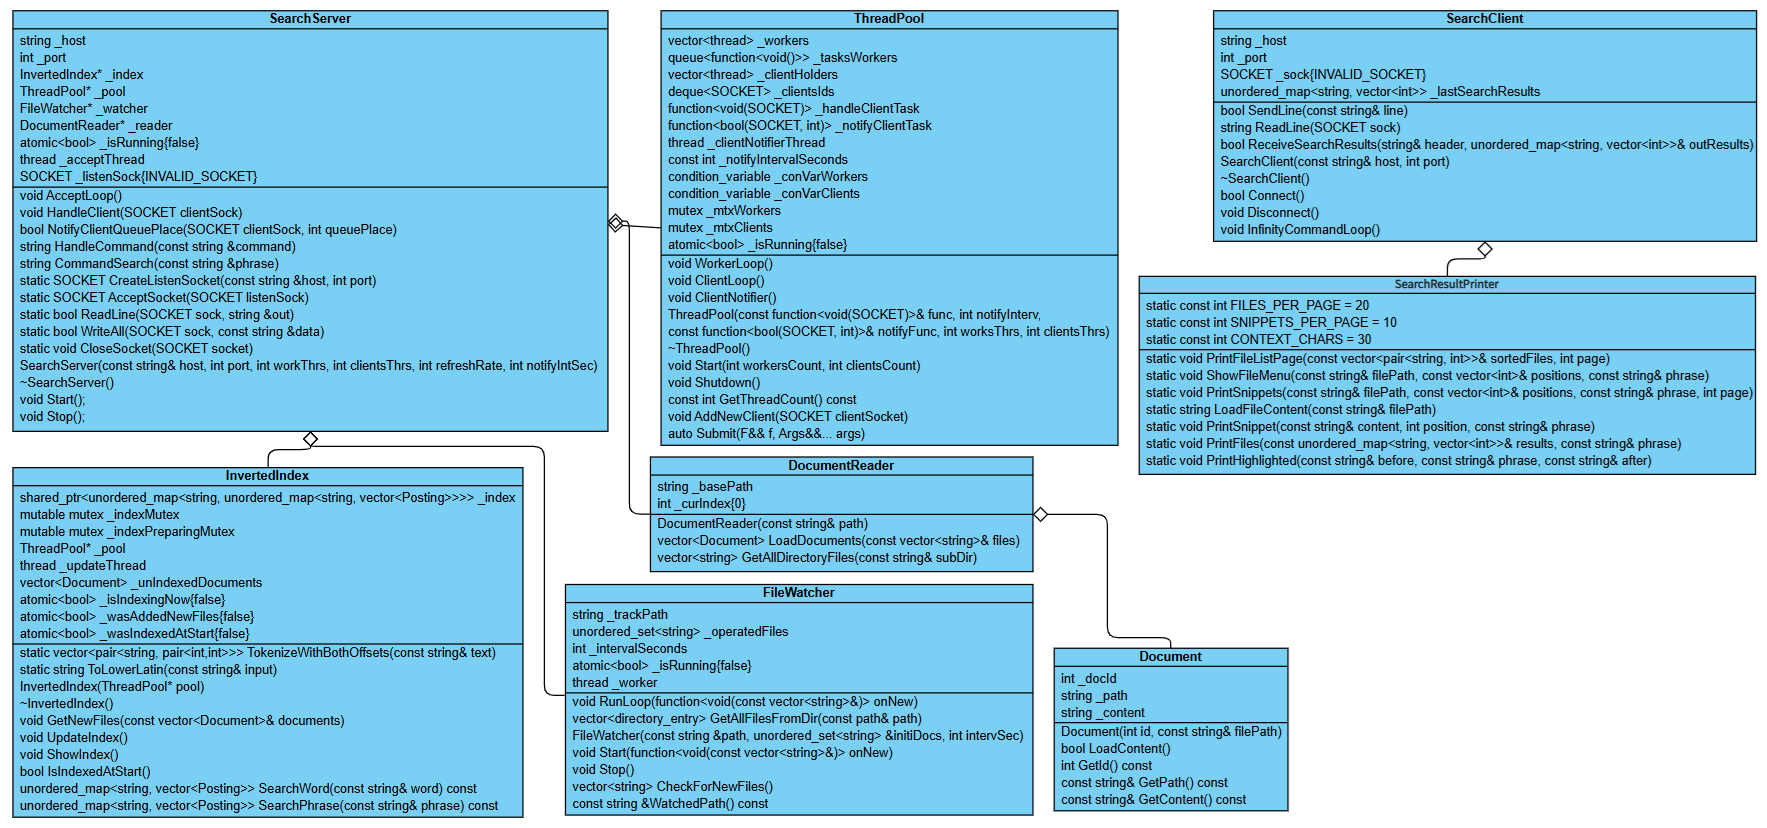 SearchServer
string _host
int _port
InvertedIndex* _index
ThreadPool* _pool
FileWatcher* _watcher
DocumentReader* _reader
atomic<bool> _isRunning{false}
thread _acceptThread
SOCKET _listenSock{INVALID_SOCKET}
void AcceptLoop()
void HandleClient(SOCKET clientSock)
bool NotifyClientQueuePlace(SOCKET clientSock, int queuePlace)
string HandleCommand(const string &command)
string CommandSearch(const string &phrase)
static SOCKET CreateListenSocket(const string &host, int port)
static SOCKET AcceptSocket(SOCKET listenSock)
static bool ReadLine(SOCKET sock, string &out)
static bool WriteAll(SOCKET sock, const string &data)
static void CloseSocket(SOCKET socket)
SearchServer(const string& host, int port, int workThrs, int clientsThrs, int refreshRate, int notifyIntSec)
~SearchServer()
void Start();
void Stop();
ThreadPool
vector<thread> _workers
queue<function<void()>> _tasksWorkers
vector<thread> _clientHolders
deque<SOCKET> _clientsIds
function<void(SOCKET)> _handleClientTask
function<bool(SOCKET, int)> _notifyClientTask
thread _clientNotifierThread
const int _notifyIntervalSeconds
condition_variable _conVarWorkers
condition_variable _conVarClients
mutex _mtxWorkers
mutex _mtxClients
atomic<bool> _isRunning{false}
void WorkerLoop()
void ClientLoop()
void ClientNotifier()
ThreadPool(const function<void(SOCKET)>& func, int notifyInterv,
const function<bool(SOCKET, int)>& notifyFunc, int worksThrs, int clientsThrs)
~ThreadPool()
void Start(int workersCount, int clientsCount)
void Shutdown()
const int GetThreadCount() const
void AddNewClient(SOCKET clientSocket)
auto Submit(F&& f, Args&&... args)
SearchClient
string _host
int _port
SOCKET _sock{INVALID_SOCKET}
unordered_map<string, vector<int>> _lastSearchResults
bool SendLine(const string& line)
string ReadLine(SOCKET sock)
bool ReceiveSearchResults(string& header, unordered_map<string, vector<int>>& outResults)
SearchClient(const string& host, int port)
~SearchClient()
bool Connect()
void Disconnect()
void InfinityCommandLoop()
SearchResultPrinter
static const int FILES_PER_PAGE = 20
static const int SNIPPETS_PER_PAGE = 10
static const int CONTEXT_CHARS = 30
static void PrintFileListPage(const vector<pair<string, int>>& sortedFiles, int page)
static void ShowFileMenu(const string& filePath, const vector<int>& positions, const string& phrase)
static void PrintSnippets(const string& filePath, const vector<int>& positions, const string& phrase, int page)
static string LoadFileContent(const string& filePath)
static void PrintSnippet(const string& content, int position, const string& phrase)
static void PrintFiles(const unordered_map<string, vector<int>>& results, const string& phrase)
static void PrintHighlighted(const string& before, const string& phrase, const string& after)
InvertedIndex
shared_ptr<unordered_map<string, unordered_map<string, vector<Posting>>>> _index
mutable mutex _indexMutex
mutable mutex _indexPreparingMutex
ThreadPool* _pool
thread _updateThread
vector<Document> _unIndexedDocuments
atomic<bool> _isIndexingNow{false}
atomic<bool> _wasAddedNewFiles{false}
atomic<bool> _wasIndexedAtStart{false}
static vector<pair<string, pair<int,int>>> TokenizeWithBothOffsets(const string& text)
static string ToLowerLatin(const string& input)
InvertedIndex(ThreadPool* pool)
~InvertedIndex()
void GetNewFiles(const vector<Document>& documents)
void UpdateIndex()
void ShowIndex()
bool IsIndexedAtStart()
unordered_map<string, vector<Posting>> SearchWord(const string& word) const
unordered_map<string, vector<Posting>> SearchPhrase(const string& phrase) const
DocumentReader
string _basePath
int _curIndex{0}
DocumentReader(const string& path)
vector<Document> LoadDocuments(const vector<string>& files)
vector<string> GetAllDirectoryFiles(const string& subDir)
FileWatcher
string _trackPath
unordered_set<string> _operatedFiles
int _intervalSeconds
atomic<bool> _isRunning{false}
thread _worker
void RunLoop(function<void(const vector<string>&)> onNew)
vector<directory_entry> GetAllFilesFromDir(const path& path)
FileWatcher(const string &path, unordered_set<string> &initiDocs, int intervSec)
void Start(function<void(const vector<string>&)> onNew)
void Stop()
vector<string> CheckForNewFiles()
const string &WatchedPath() const
Document
int _docId
string _path
string _content
Document(int id, const string& filePath)
bool LoadContent()
int GetId() const
const string& GetPath() const
const string& GetContent() const